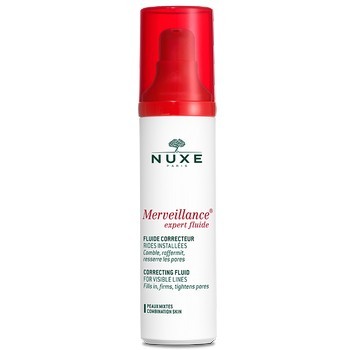 NUXE
PARIS
Merveillance®
expert fluide
FLUIDE CORRECTEUR
RIDES INSTALLÉES
Comble, raffermit,
resserre les pores
CORRECTING FLUID
FOR VISIBLE LINES
Fills in, firms, tightens pores
PEAUX MIXTES
COMBINATION SKIN